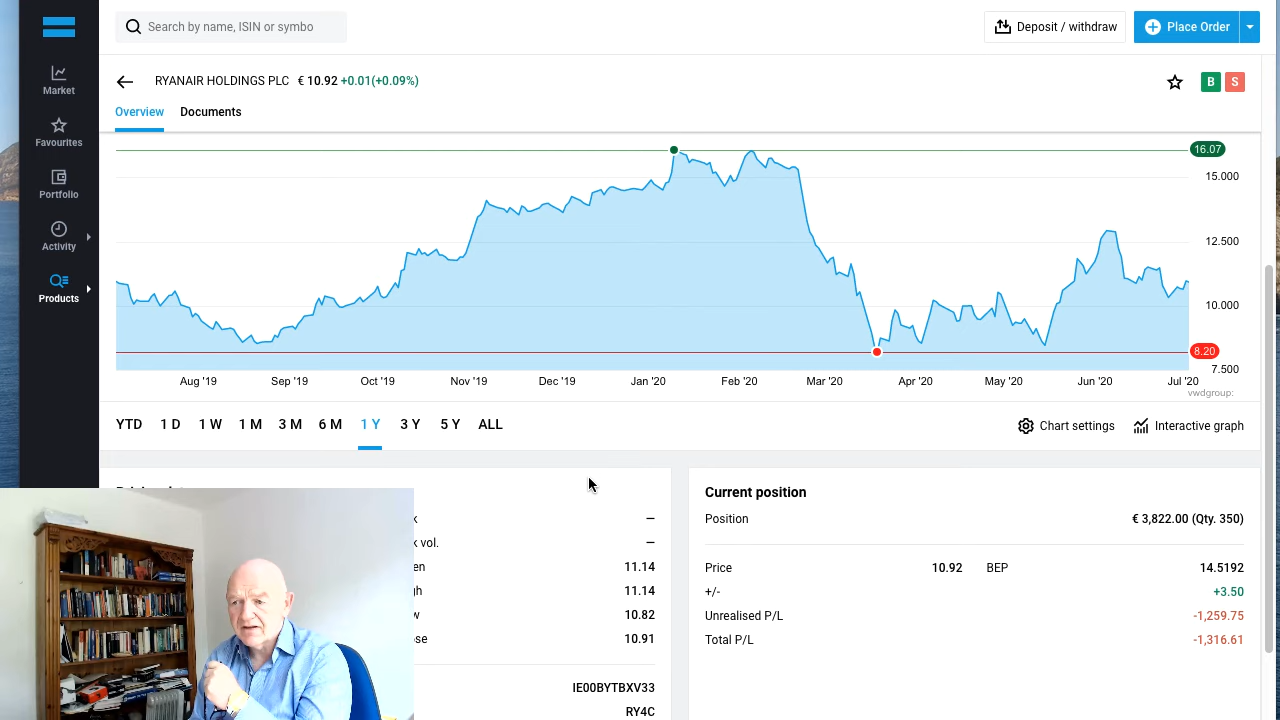 Search by name, ISIN or symbo
Deposit / withdraw
Place Order
Market
Favourites
Portfolio
Activity
Products
RYANAIR HOLDINGS PLC € 10.92 +0.01(+0.09%)
B S
Overview Documents
16.07
15.000
12.500
10.000
8.20
7.500
Aug '19 Sep '19 Oct '19 Nov '19 Dec '19 Jan '20 Feb '20 Mar '20 Apr '20 May '20 Jun '20 Jul '20
vwdgroup:
YTD 1 D 1 W 1 M 3 M 6 M 1 Y 3 Y 5 Y ALL
Chart settings Interactive graph
k –
k vol. –
en 11.14
gh 11.14
w 10.82
ose 10.91
IE00BYTBXV33
RY4C
Current position
Position € 3,822.00 (Qty. 350)
Price 10.92 BEP 14.5192
+/- +3.50
Unrealised P/L -1,259.75
Total P/L -1,316.61